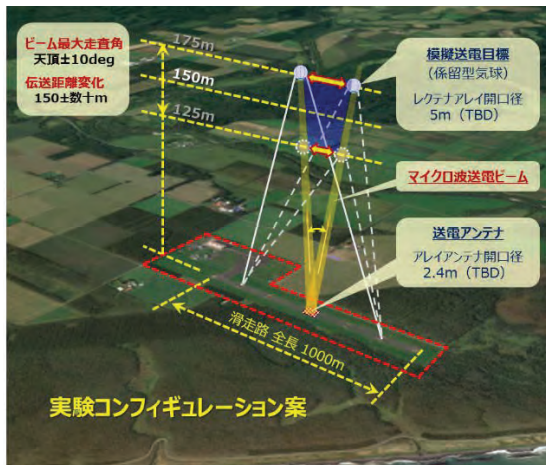 ビーム最大走査角
天頂±10deg
伝送距離変化
150±数十m
175m
150m
125m
模擬送電目標
(係留型気球)
レクテナアレイ開口径
5m（TBD）
マイクロ波送電ビーム
送電アンテナ
アレイアンテナ開口径
2.4m（TBD）
滑走路 全長 1000m
実験コンフィギュレーション案